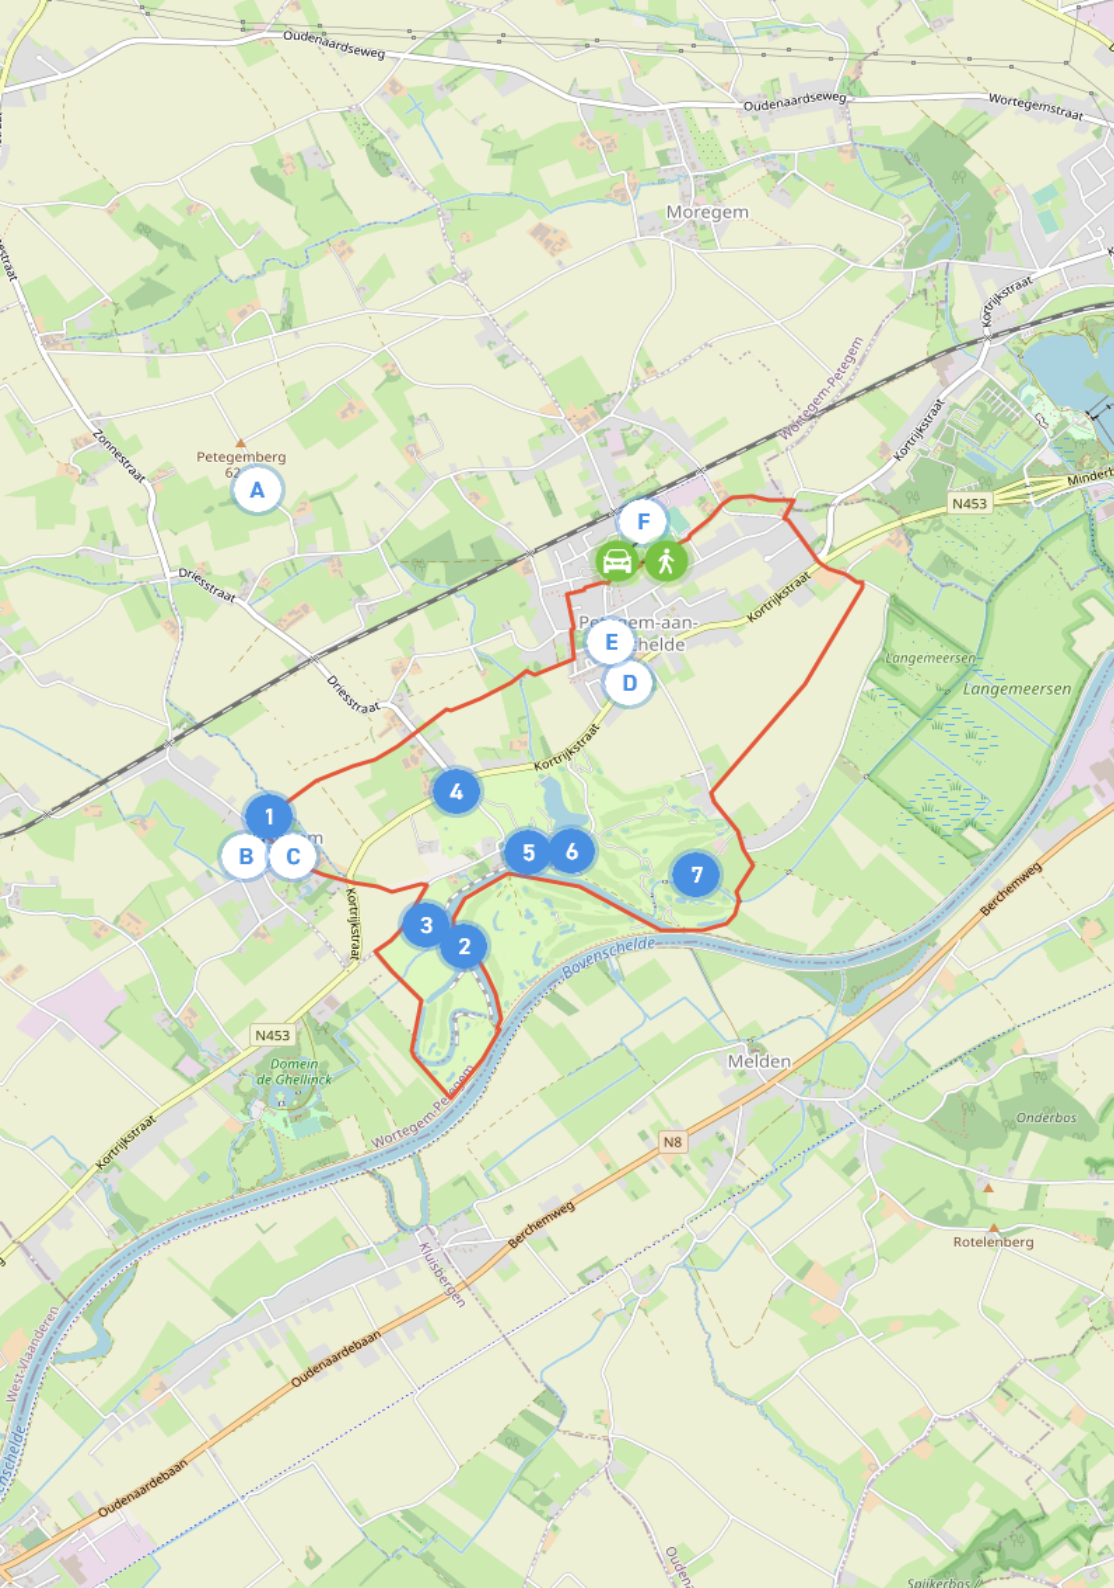 Oudenaardseweg
Oudenaardseweg
Wortegemstraat
Moregem
Kortrijkstraat
Wortegem-Petegem
Zonnestraat
Petegemberg
62
A
Kortrijkstraat
Minderb
N453
F
Driesstraat
Kortrijkstraat
E
D
Langemeersen
Langemeersen
Driesstraat
Kortrijkstraat
4
1
B
C
5
6
7
Kortrijkstraat
3
2
Berchemweg
Bovenschelde
N453
Domein
de Ghellinck
Melden
Wortegem-Petegem
Onderbos
Kortrijkstraat
N8
Berchemweg
Rotelenberg
Kluisbergen
West-Vlaanderen
Oudenaardebaan
Oudenaardebaan